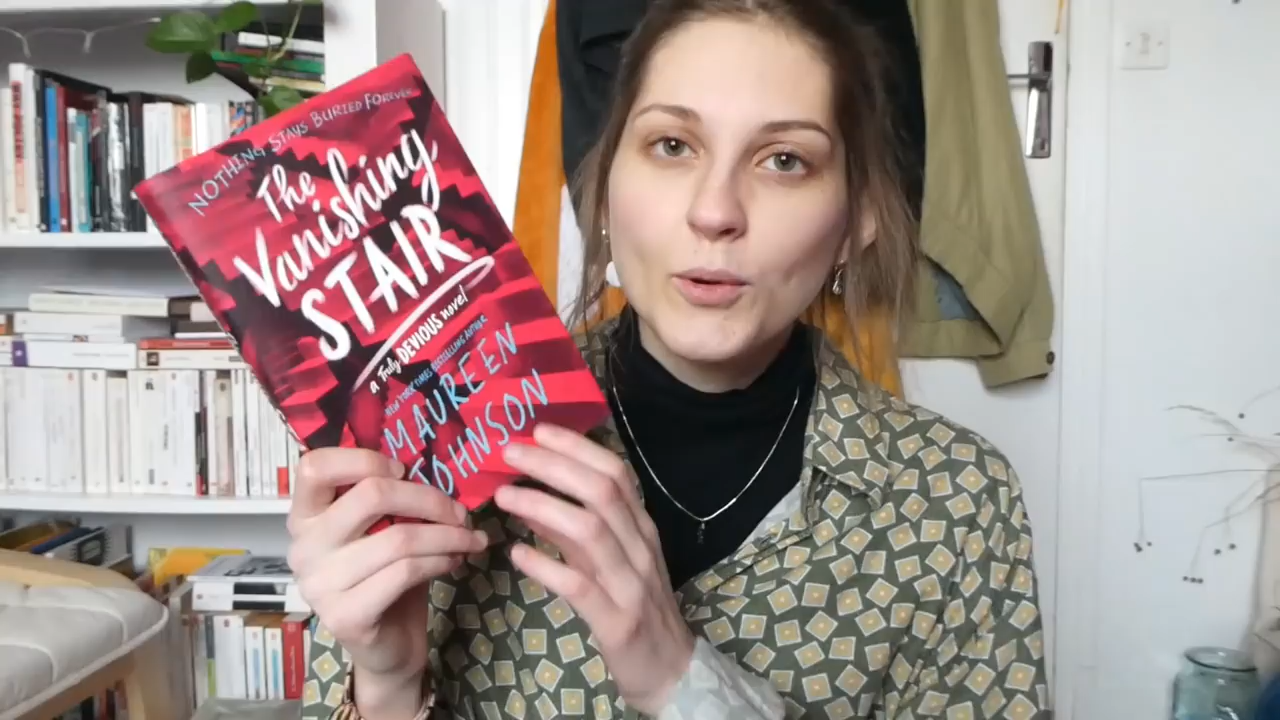 NOTHING STAYS BURIED FOREVER
The
Vanishing
STAIR
a Truly DEVIOUS novel
NEW YORK TIMES BESTSELLING AUTHOR
MAUREEN
JOHNSON